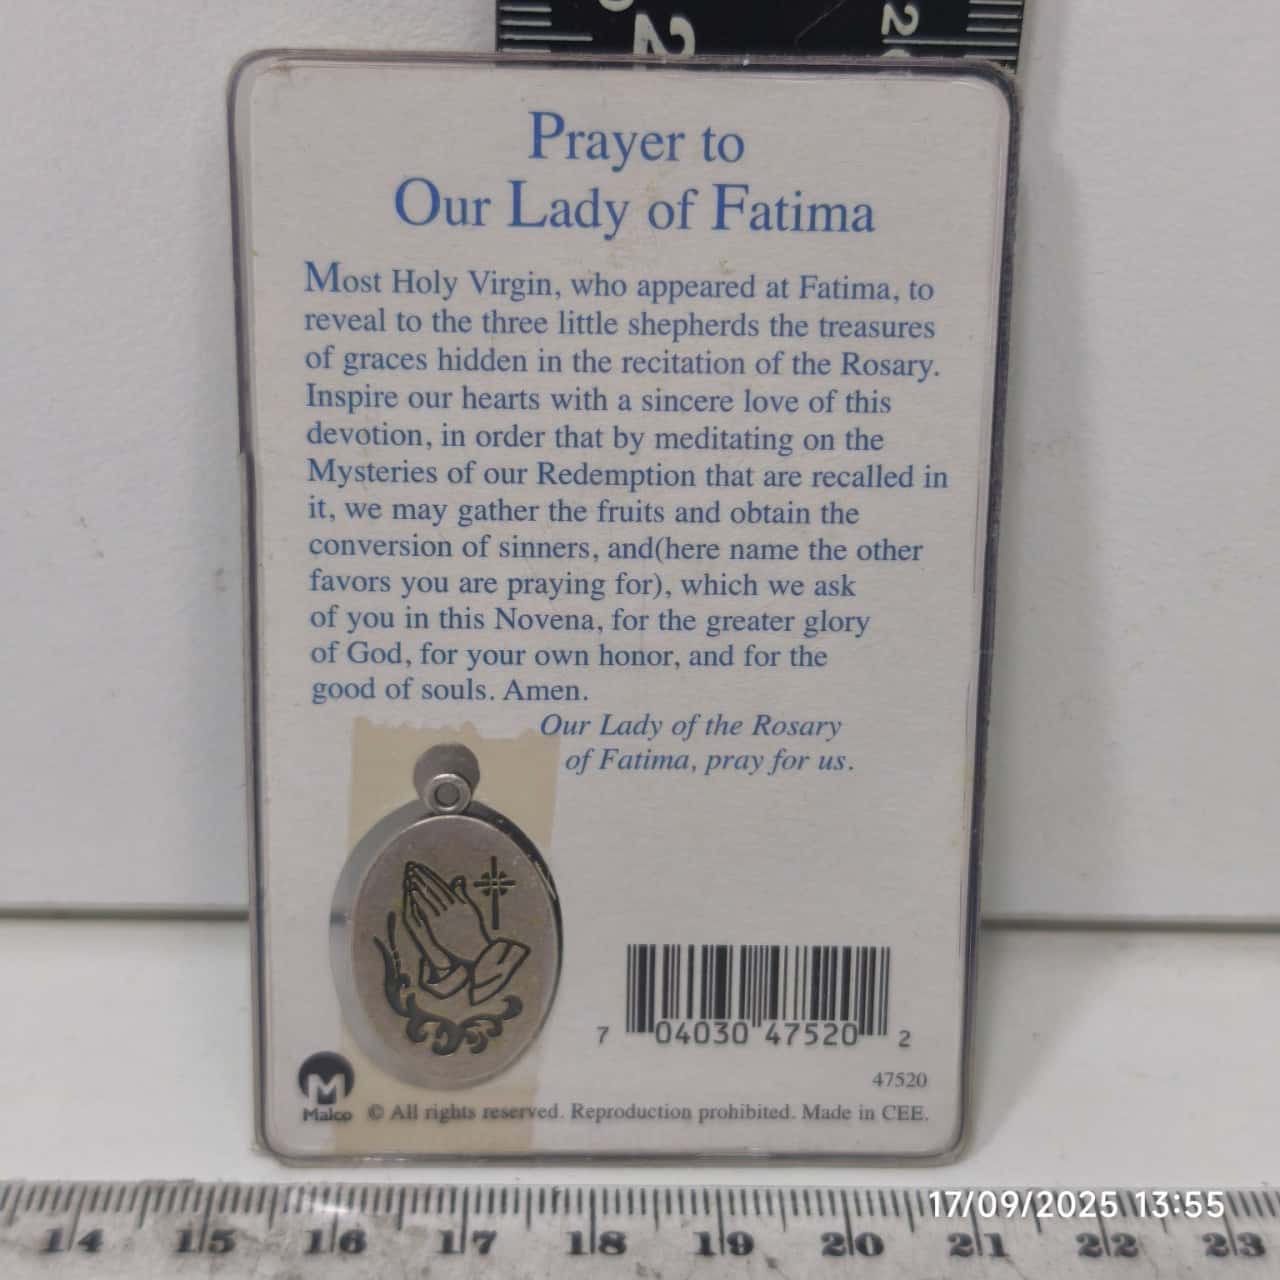 Prayer to
Our Lady of Fatima
Most Holy Virgin, who appeared at Fatima, to
reveal to the three little shepherds the treasures
of graces hidden in the recitation of the Rosary.
Inspire our hearts with a sincere love of this
devotion, in order that by meditating on the
Mysteries of our Redemption that are recalled in
it, we may gather the fruits and obtain the
conversion of sinners, and(here name the other
favors you are praying for), which we ask
of you in this Novena, for the greater glory
of God, for your own honor, and for the
good of souls. Amen.
Our Lady of the Rosary
of Fatima, pray for us.
7 04030 47520 2
47520
M
Malco © All rights reserved. Reproduction prohibited. Made in CEE.
17/09/2025 13:55
14 15 16 17 18 19 20 21 22 23